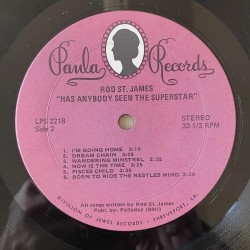 Paula Records
ROD ST. JAMES
"HAS ANYBODY SEEN THE SUPERSTAR"
LPS 2218
Side 2
STEREO
33 1/3 RPM
1. I'M GOING HOME
2. DREAM CHAIN
3. WANDERING MINSTREL
4. NOW IS THE TIME
5. PISCES CHILD
6. BORN TO RIDE THE RESTLES WIND
All songs written by Rod St. James
Publ. by: (BMI)
DIVISION OF JEWEL RECORDS - SHREVEPORT, LA.